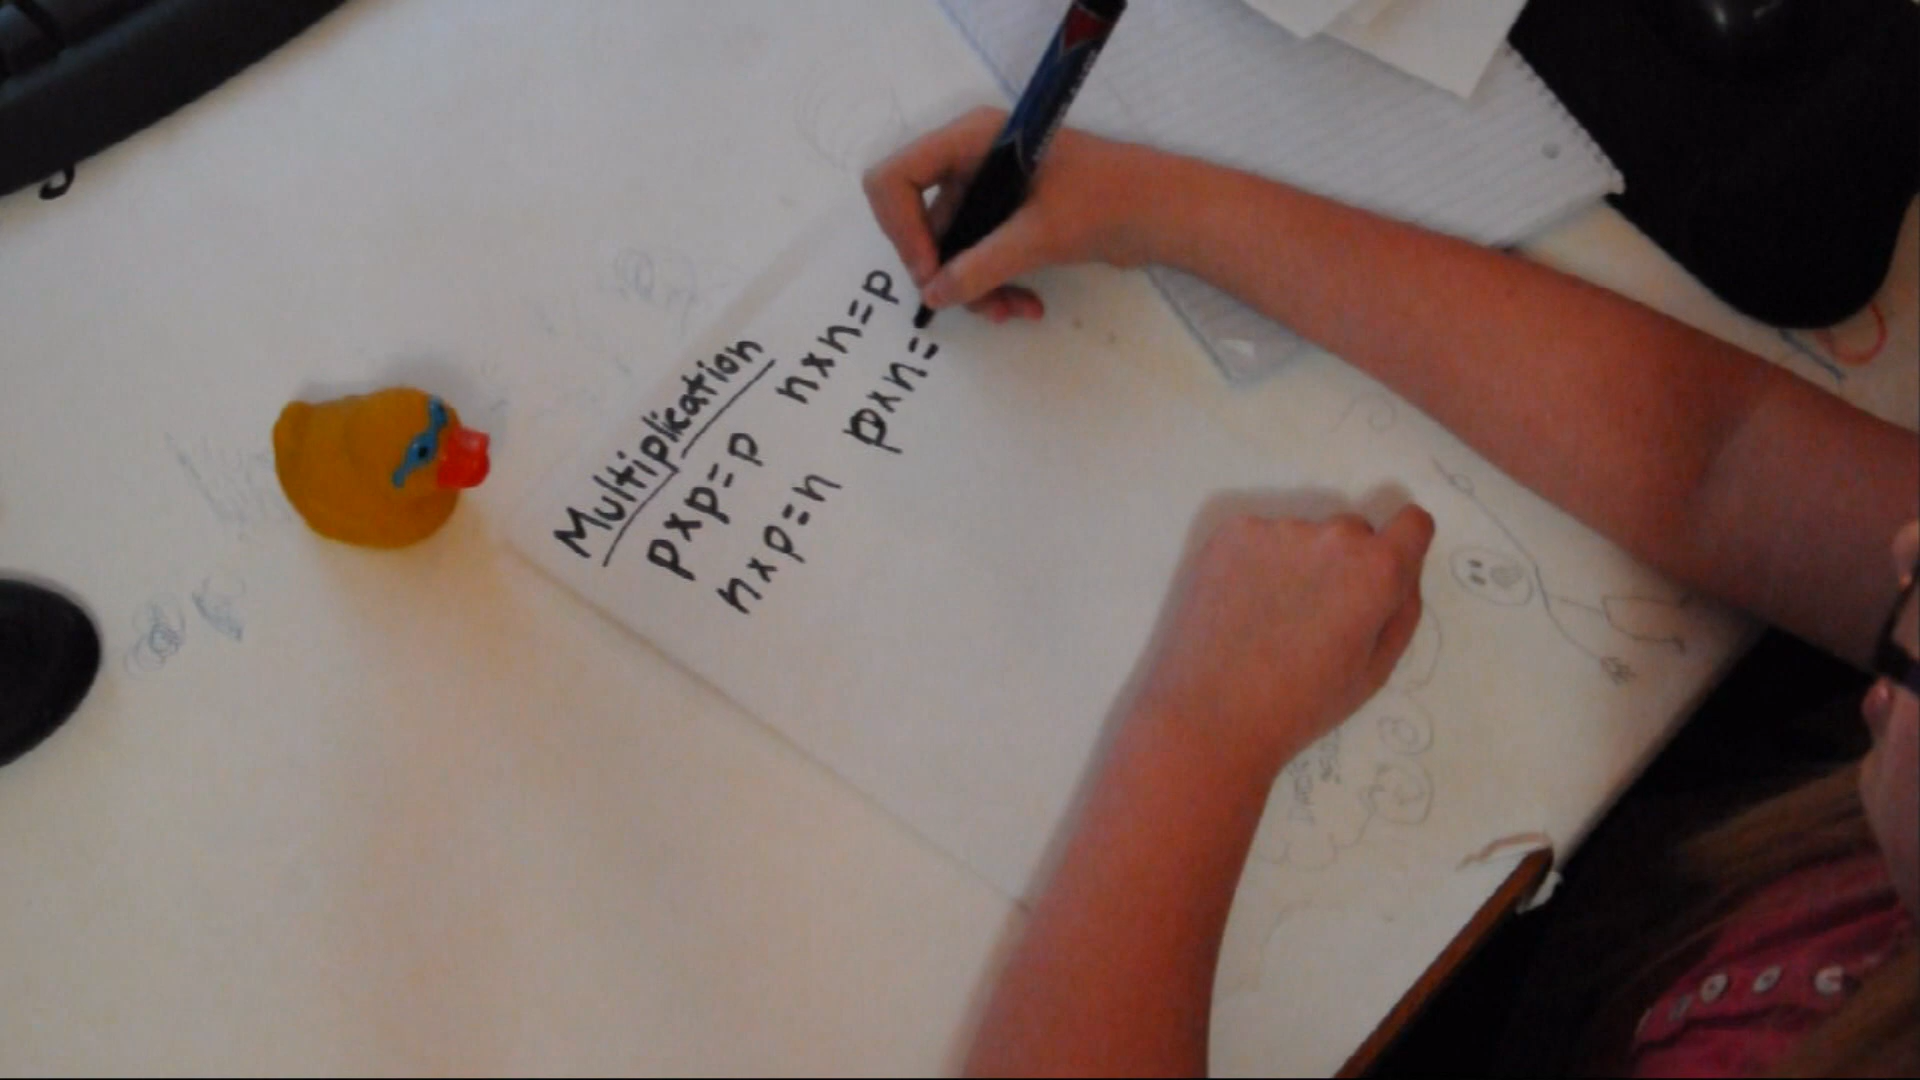 Multiplication
pxp=p nxn=p
nxp=n pxn=